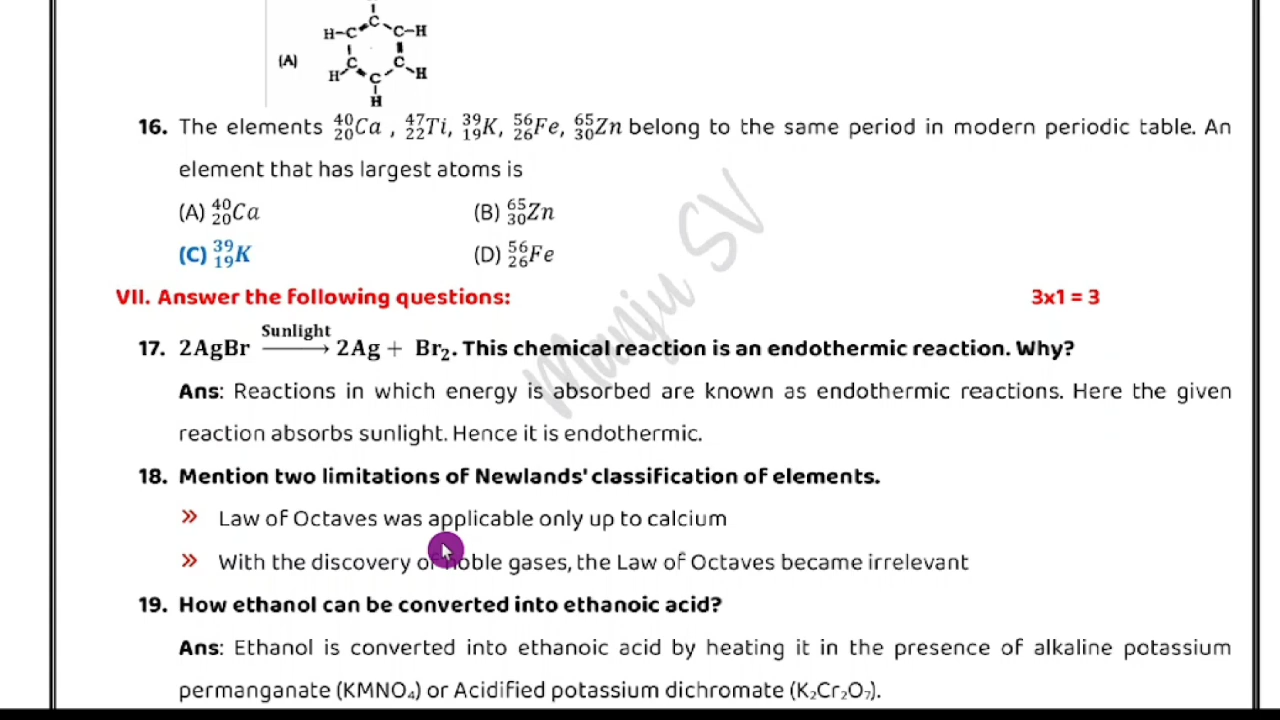 H–C C C–H
(A)
H C C H
C
H
16. The elements ⁴⁰₂₀Ca , ⁴⁷₂₂Ti, ³⁹₁₉K, ⁵⁶₂₆Fe, ⁶⁵₃₀Zn belong to the same period in modern periodic table. An
element that has largest atoms is
(A) ⁴⁰₂₀Ca (B) ⁶⁵₃₀Zn
(C) ³⁹₁₉K (D) ⁵⁶₂₆Fe
Manju SV
VII. Answer the following questions: 3x1 = 3
Sunlight
17. 2AgBr ⟶ 2Ag + Br₂. This chemical reaction is an endothermic reaction. Why?
Ans: Reactions in which energy is absorbed are known as endothermic reactions. Here the given
reaction absorbs sunlight. Hence it is endothermic.
18. Mention two limitations of Newlands' classification of elements.
» Law of Octaves was applicable only up to calcium
» With the discovery of noble gases, the Law of Octaves became irrelevant
19. How ethanol can be converted into ethanoic acid?
Ans: Ethanol is converted into ethanoic acid by heating it in the presence of alkaline potassium
permanganate (KMNO₄) or Acidified potassium dichromate (K₂Cr₂O₇).